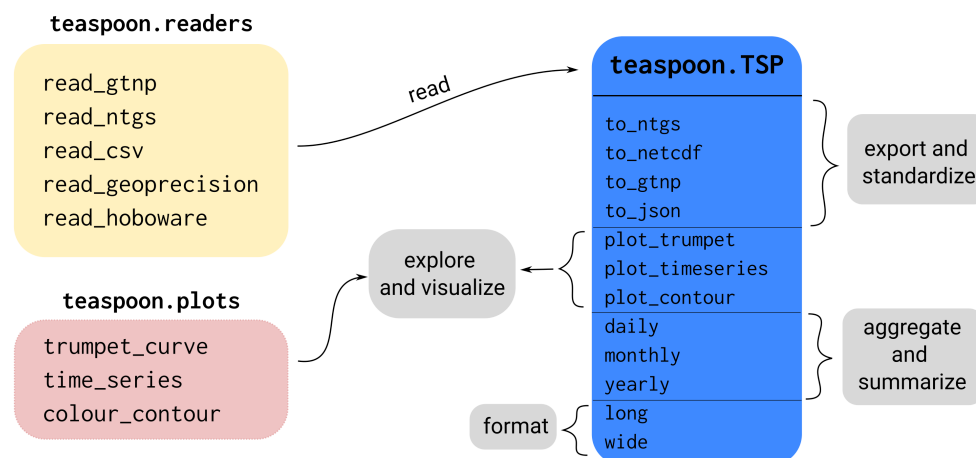 teaspoon.readers
read_gtnp
read_ntgs
read_csv
read_geoprecision
read_hoboware
read
teaspoon.plots
trumpet_curve
time_series
colour_contour
explore
and visualize
format
teaspoon.TSP
to_ntgs
to_netcdf
to_gtnp
to_json
plot_trumpet
plot_timeseries
plot_contour
daily
monthly
yearly
long
wide
export and
standardize
aggregate
and
summarize